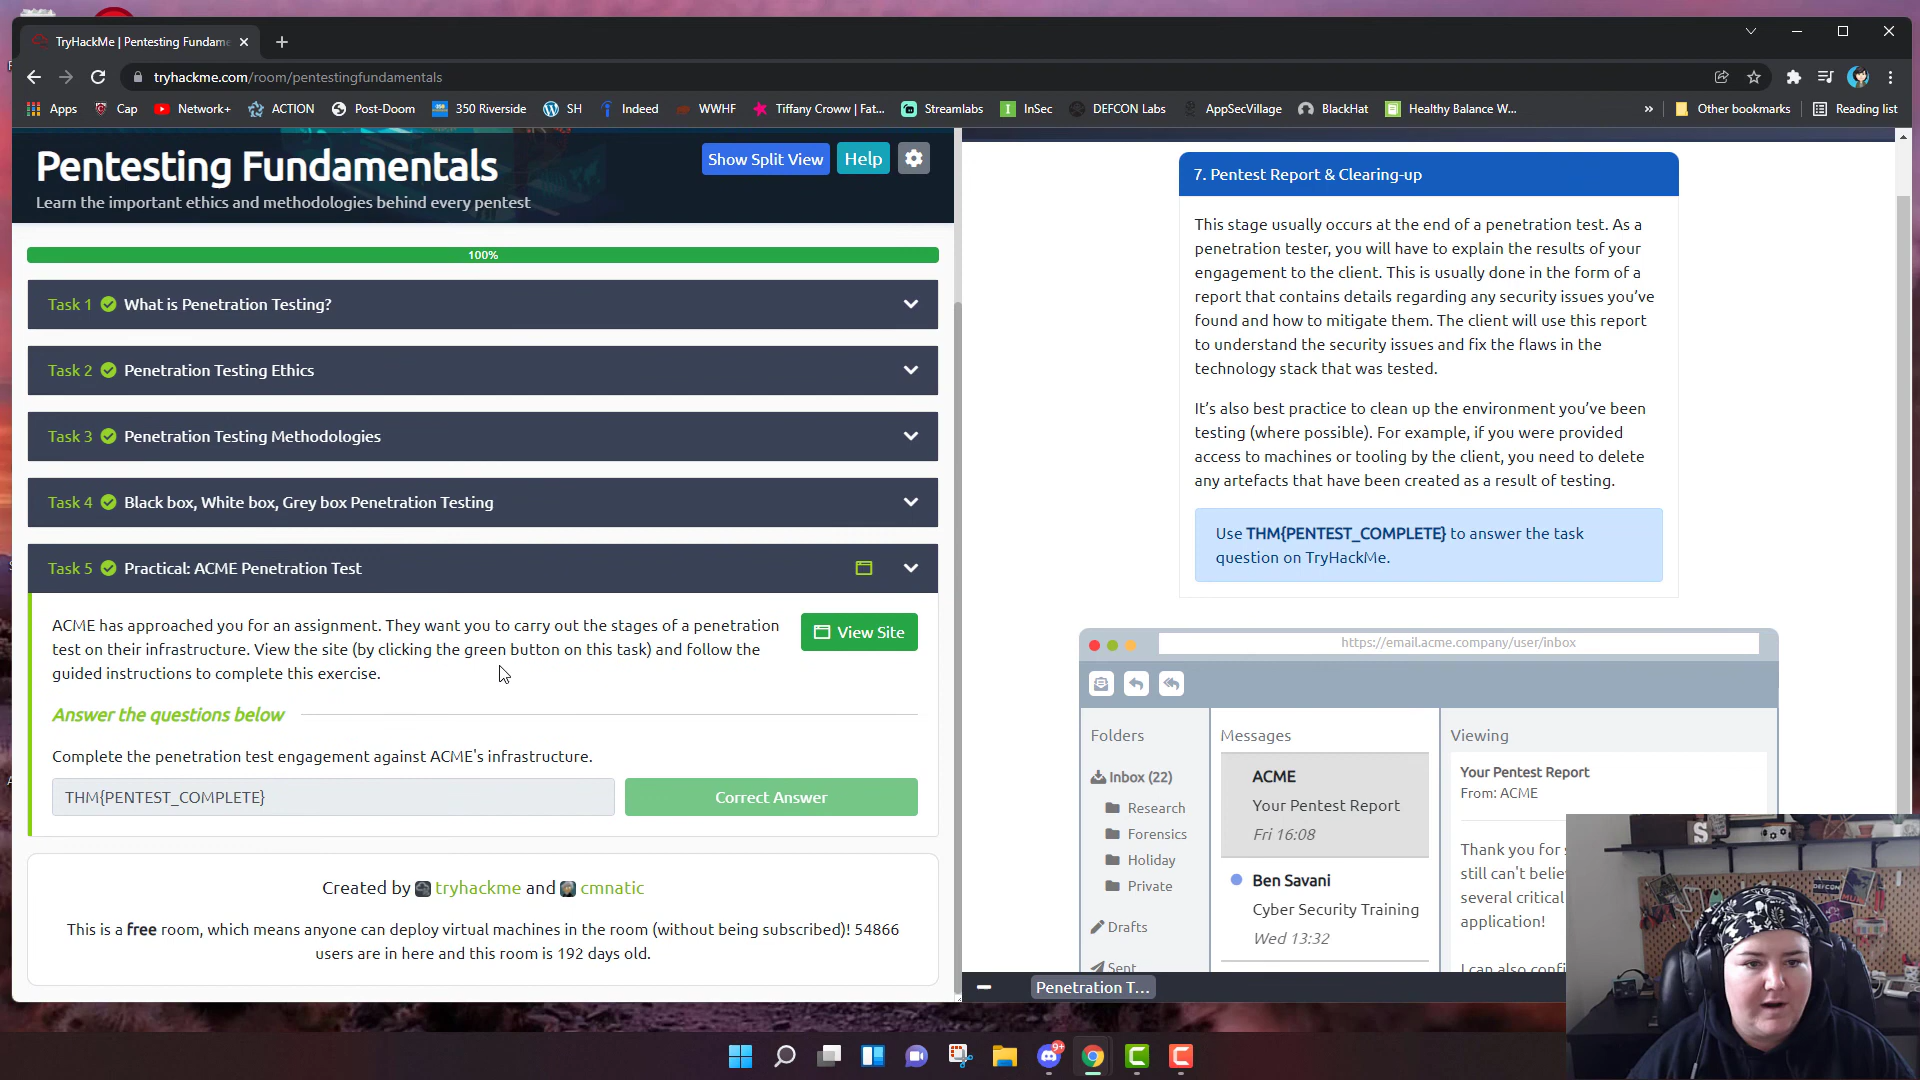 TryHackMe | Pentesting Fundam
tryhackme.com/room/pentestingfundamentals
Apps
Cap
Network+
ACTION
Post-Doom
350 Riverside
SH
Indeed
WWHF
Tiffany Croww | Fat...
Streamlabs
InSec
DEFCON Labs
AppSecVillage
BlackHat
Healthy Balance W...
»
Other bookmarks
Reading list
Pentesting Fundamentals
Learn the important ethics and methodologies behind every pentest
Show Split View
Help
100%
Task 1 What is Penetration Testing?
Task 2 Penetration Testing Ethics
Task 3 Penetration Testing Methodologies
Task 4 Black box, White box, Grey box Penetration Testing
Task 5 Practical: ACME Penetration Test
ACME has approached you for an assignment. They want you to carry out the stages of a penetration
test on their infrastructure. View the site (by clicking the green button on this task) and follow the
guided instructions to complete this exercise.
View Site
Answer the questions below
Complete the penetration test engagement against ACME's infrastructure.
THM{PENTEST_COMPLETE}
Correct Answer
Created by tryhackme and cmnatic
This is a free room, which means anyone can deploy virtual machines in the room (without being subscribed)! 54866
users are in here and this room is 192 days old.
7. Pentest Report & Clearing-up
This stage usually occurs at the end of a penetration test. As a
penetration tester, you will have to explain the results of your
engagement to the client. This is usually done in the form of a
report that contains details regarding any security issues you’ve
found and how to mitigate them. The client will use this report
to understand the security issues and fix the flaws in the
technology stack that was tested.
It’s also best practice to clean up the environment you’ve been
testing (where possible). For example, if you were provided
access to machines or tooling by the client, you need to delete
any artefacts that have been created as a result of testing.
Use THM{PENTEST_COMPLETE} to answer the task
question on TryHackMe.
https://email.acme.company/user/inbox
Folders
Inbox (22)
Research
Forensics
Holiday
Private
Drafts
Sent
Messages
ACME
Your Pentest Report
Fri 16:08
Ben Savani
Cyber Security Training
Wed 13:32
Viewing
Your Pentest Report
From: ACME
Thank you for
still can't believ
several critical
application!
I can also confi
Penetration T...
9+